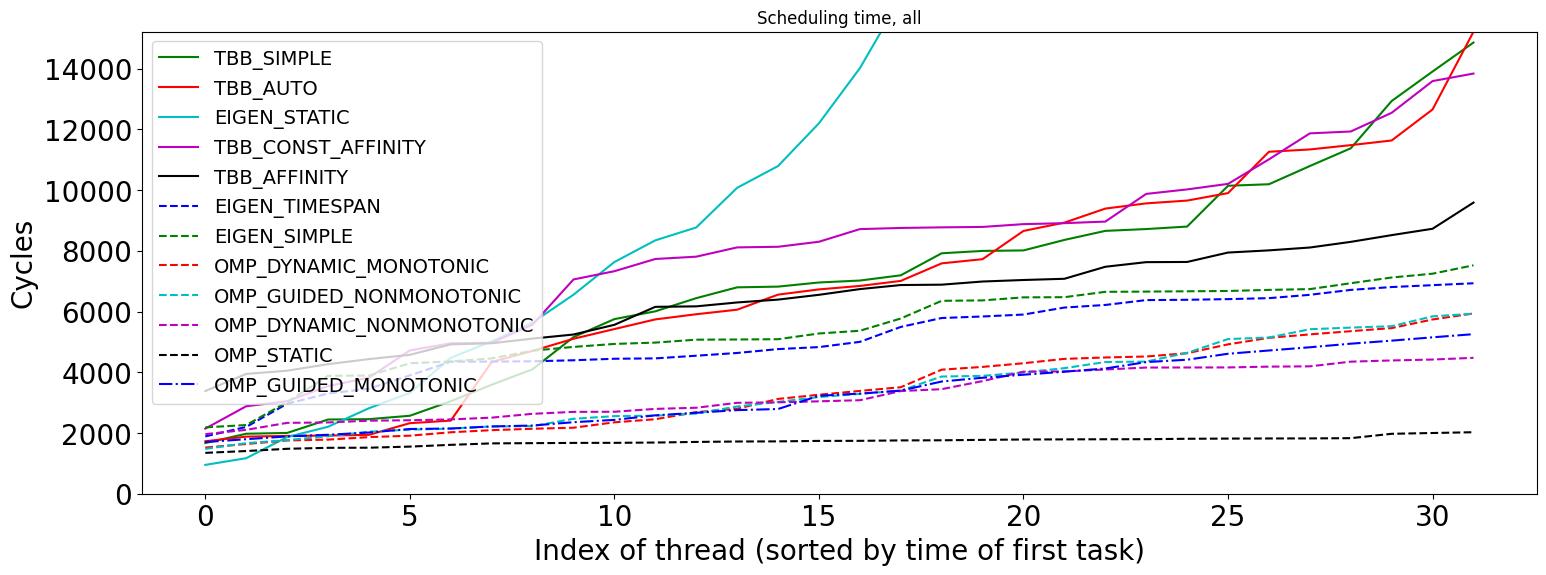 Scheduling time, all
Cycles
14000
12000
10000
8000
6000
4000
2000
0
TBB_SIMPLE
TBB_AUTO
EIGEN_STATIC
TBB_CONST_AFFINITY
TBB_AFFINITY
EIGEN_TIMESPAN
EIGEN_SIMPLE
OMP_DYNAMIC_MONOTONIC
OMP_GUIDED_NONMONOTONIC
OMP_DYNAMIC_NONMONOTONIC
OMP_STATIC
OMP_GUIDED_MONOTONIC
0 5 10 15 20 25 30
Index of thread (sorted by time of first task)